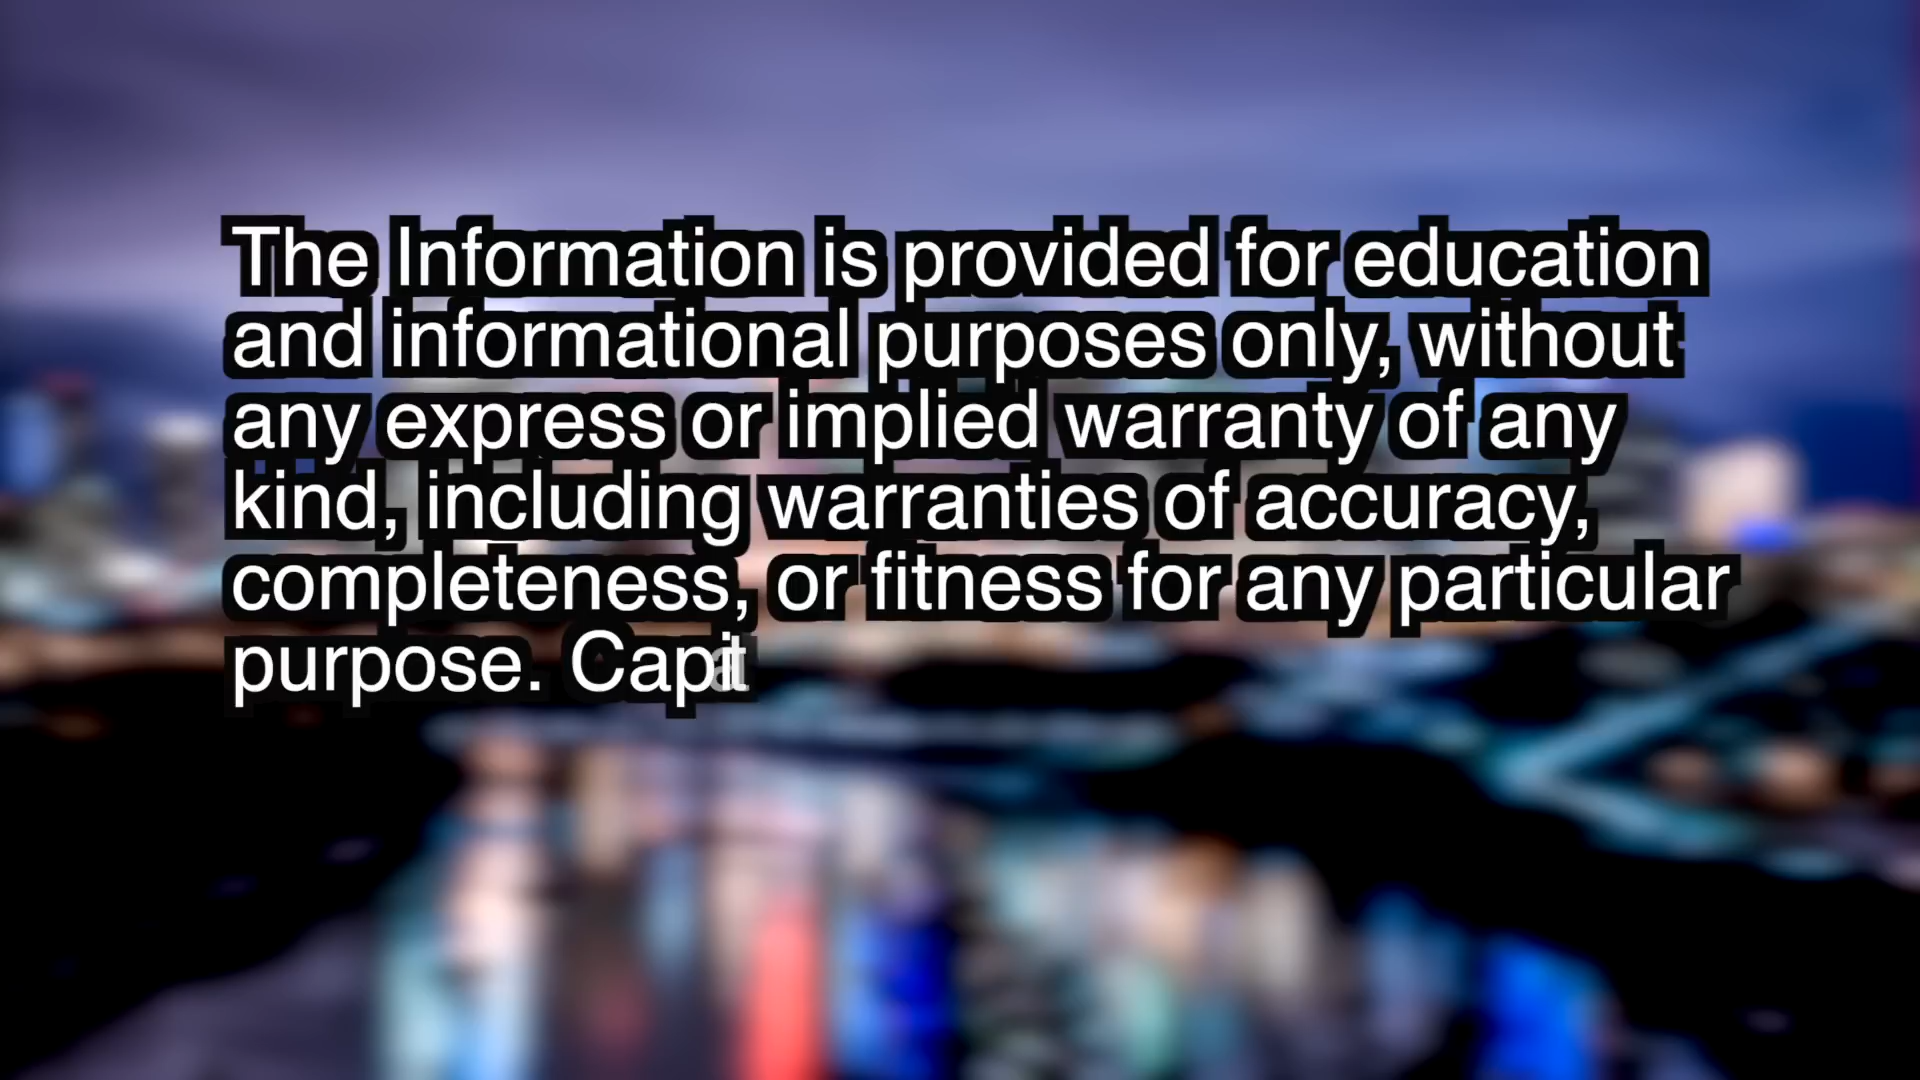 The Information is provided for education
and informational purposes only, without
any express or implied warranty of any
kind, including warranties of accuracy,
completeness, or fitness for any particular
purpose. Capit